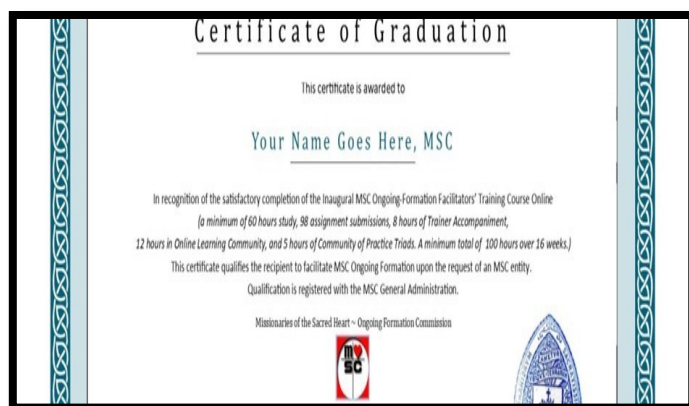 Certificate of Graduation
This certificate is awarded to
Your Name Goes Here, MSC
In recognition of the satisfactory completion of the Inaugural MSC Ongoing-Formation Facilitators' Training Course Online
(a minimum of 60 hours study, 98 assignment submissions, 8 hours of Trainer Accompaniment,
12 hours in Online Learning Community, and 5 hours of Community of Practice Triads. A minimum total of 100 hours over 16 weeks.)
This certificate qualifies the recipient to facilitate MSC Ongoing Formation upon the request of an MSC entity.
Qualification is registered with the MSC General Administration.
Missionaries of the Sacred Heart ~ Ongoing Formation Commission
m
SC